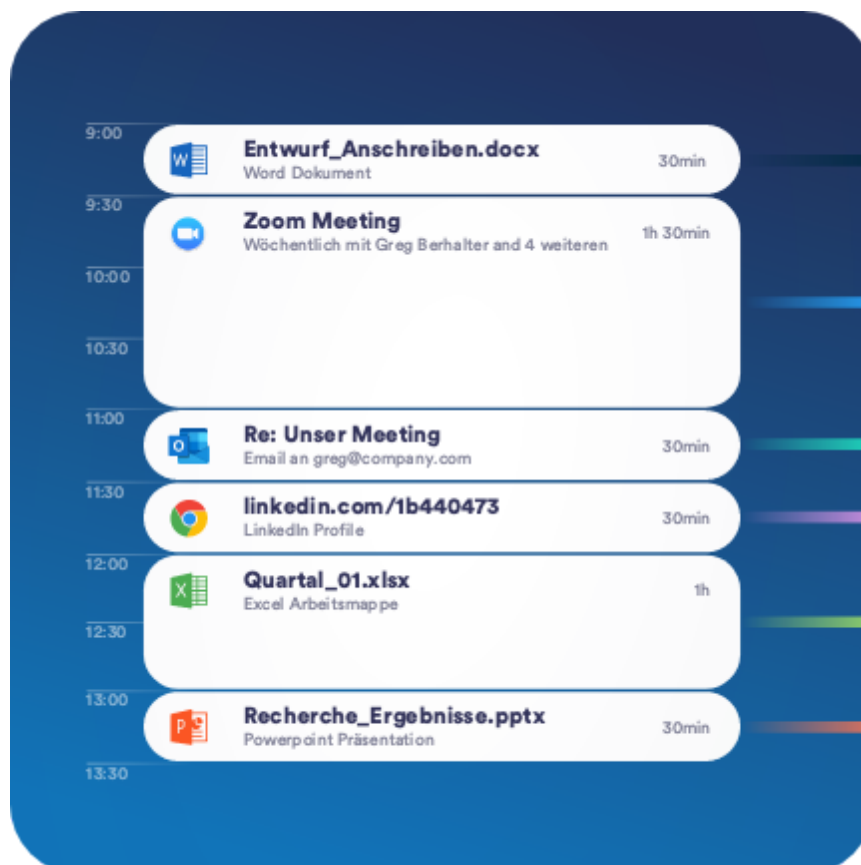 9:00
Entwurf_Anschreiben.docx
Word Dokument
30min
9:30
Zoom Meeting
Wöchentlich mit Greg Berhalter and 4 weiteren
1h 30min
10:00
10:30
11:00
Re: Unser Meeting
Email an greg@company.com
30min
11:30
linkedin.com/1b440473
LinkedIn Profile
30min
12:00
Quartal_01.xlsx
Excel Arbeitsmappe
1h
12:30
13:00
Recherche_Ergebnisse.pptx
Powerpoint Präsentation
30min
13:30